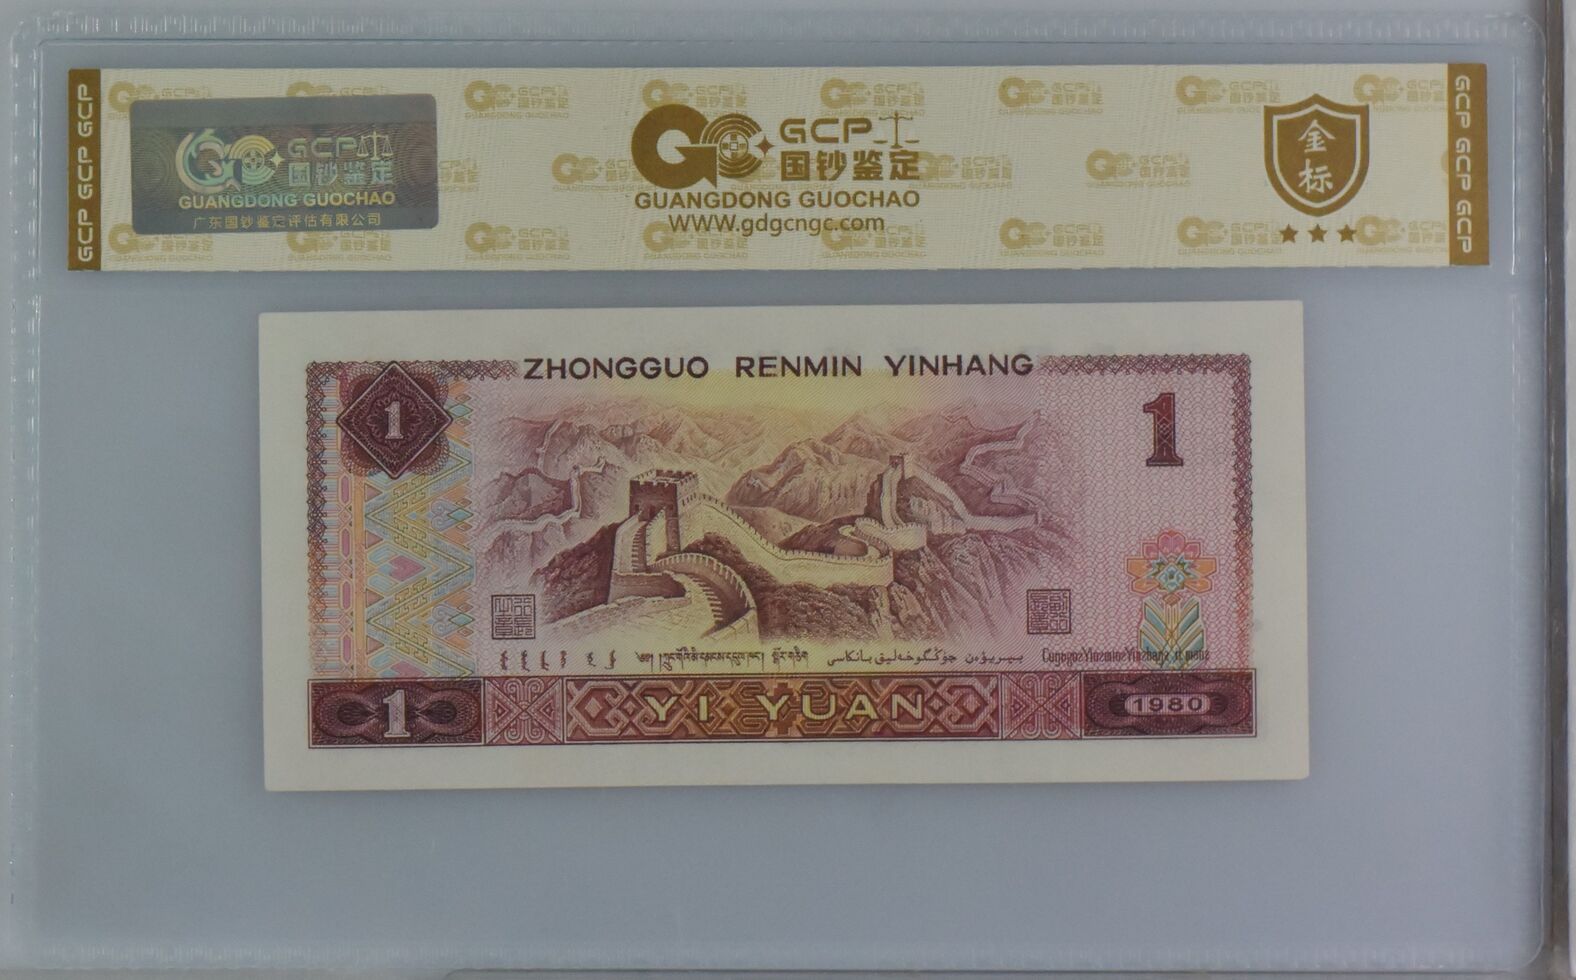 GCP GCP GCP
GCP
国钞鉴定
GUANGDONG GUOCHAO
广东国钞鉴定评估有限公司
GCP
国钞鉴定
GUANGDONG GUOCHAO
WWW.gdgcngc.com
金
标
GCP GCP GCP
ZHONGGUO RENMIN YINHANG
1
1
1
YI YUAN
1980